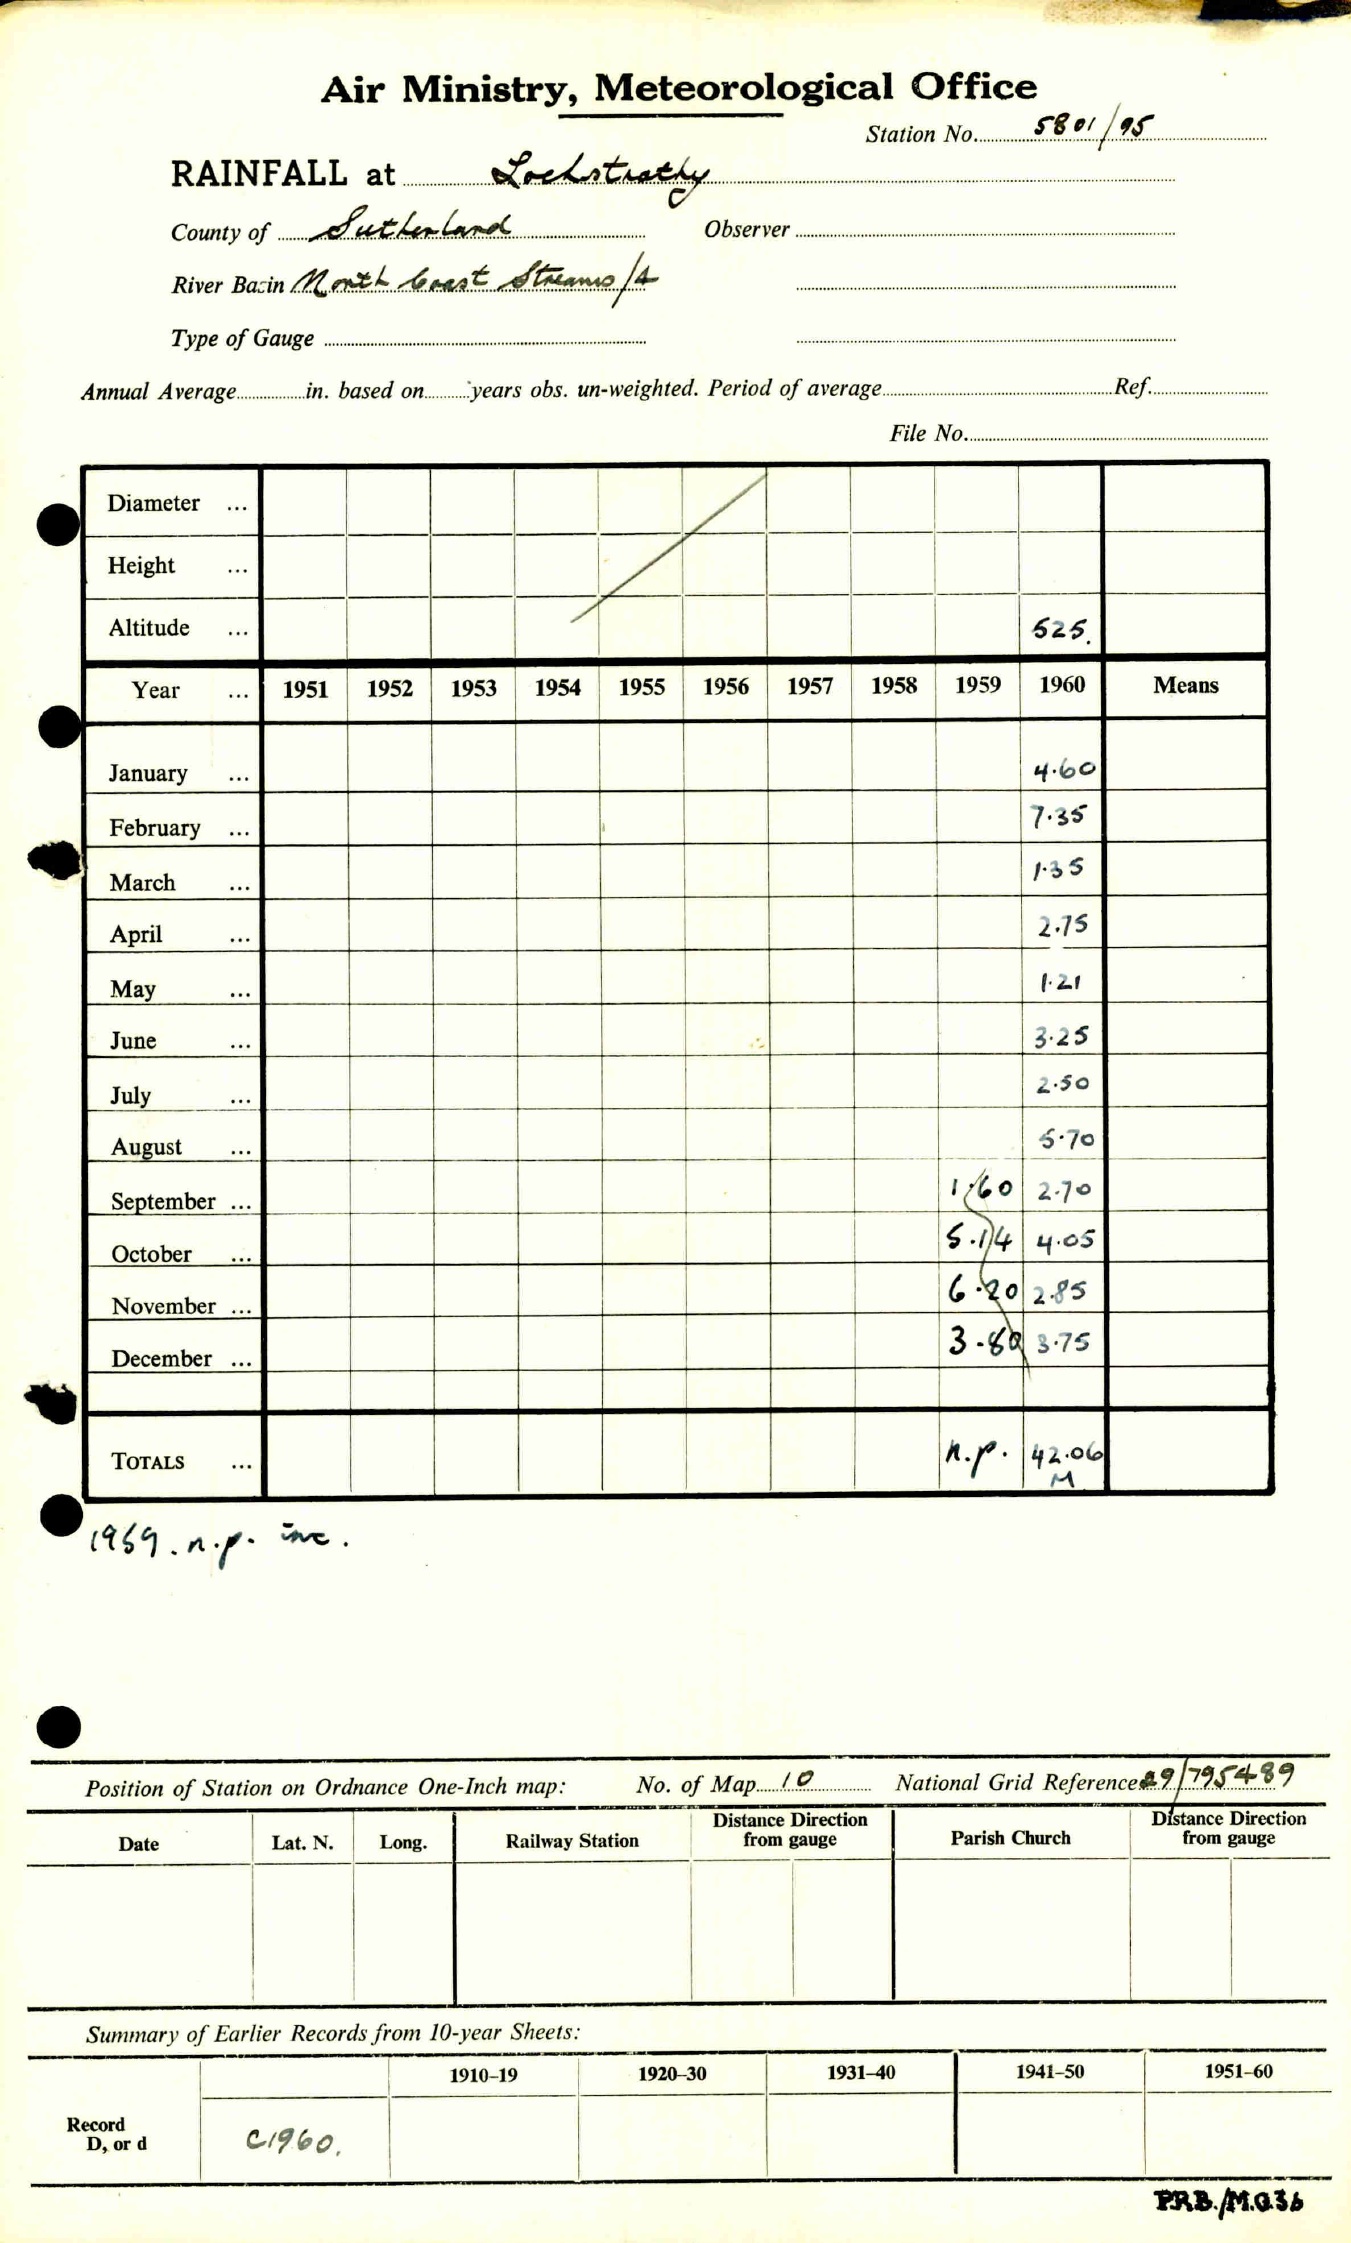 Air Ministry, Meteorological Office
Station No. 5801/95
RAINFALL at Lochstrathy
County of Sutherland Observer
River Basin North Coast Streams/4
Type of Gauge
Annual Average in. based on years obs. un-weighted. Period of average Ref.
File No.
Diameter ...
Height ...
Altitude ... 525.
Year ... 1951 1952 1953 1954 1955 1956 1957 1958 1959 1960 Means
January ... 4.60
February ... 7.35
March ... 1.35
April ... 2.75
May ... 1.21
June ... 3.25
July ... 2.50
August ... 5.70
September ... 1.60 2.70
October ... 5.14 4.05
November ... 6.20 2.85
December ... 3.80 3.75
TOTALS ... n.p. 42.06
M
1959. n.p. inc.
Position of Station on Ordnance One-Inch map: No. of Map 10 National Grid Reference 29/795489
Date Lat. N. Long. Railway Station Distance Direction from gauge Parish Church Distance Direction from gauge
Summary of Earlier Records from 10-year Sheets:
1910–19 1920–30 1931–40 1941–50 1951–60
Record
D, or d C1960.
P.R.B./M.O.36